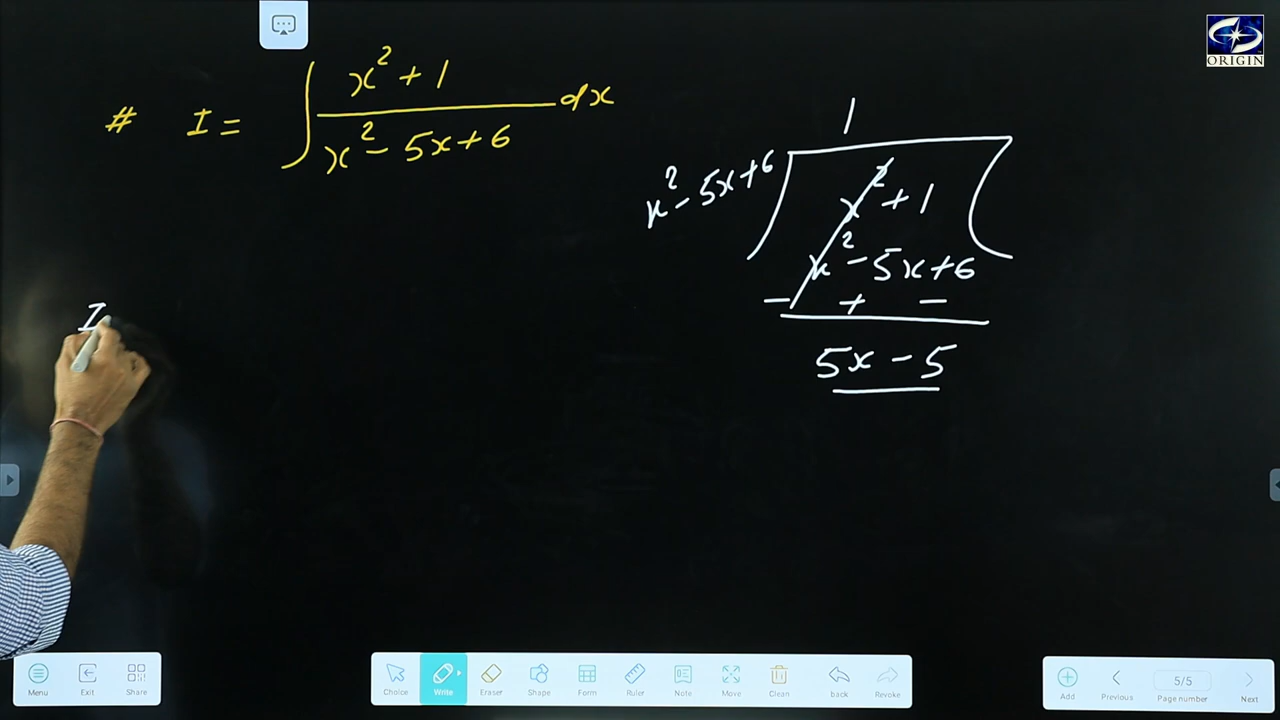 # I = ∫ x² + 1 / x² - 5x + 6 dx
1
x² - 5x + 6 ) x² + 1 (
x² - 5x + 6
- + -
5x - 5
I
ORIGIN
Menu Exit Share
Choice Write Eraser Shape Form Ruler Note Move Clean back Revoke
Add Previous 5/5 Page number Next